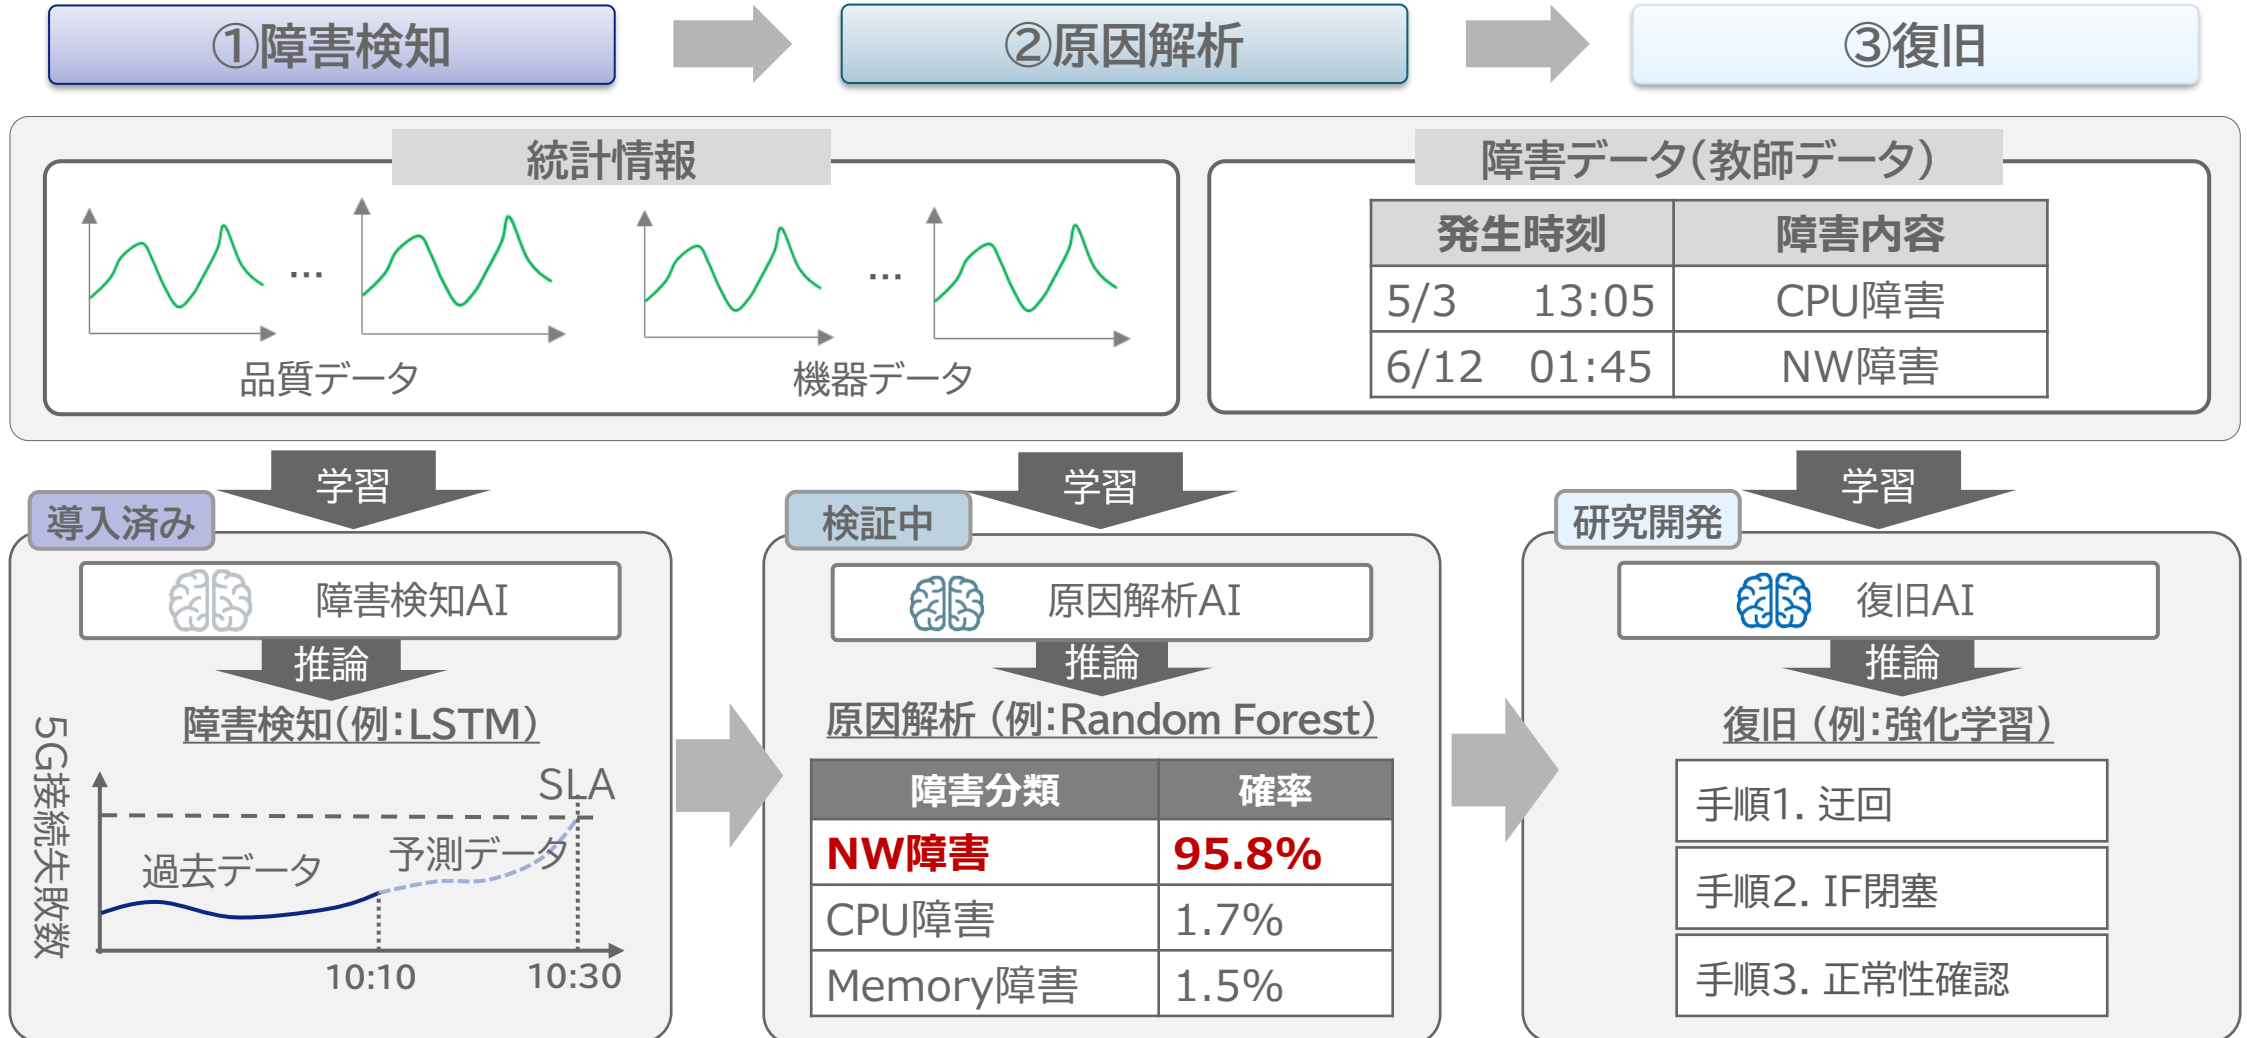 ①障害検知
②原因解析
③復旧
統計情報
...
...
品質データ
機器データ
障害データ(教師データ)
発生時刻 障害内容
5/3 13:05 CPU障害
6/12 01:45 NW障害
学習
学習
学習
導入済み
障害検知AI
推論
障害検知(例:LSTM)
5G接続失敗数
SLA
過去データ
予測データ
10:10
10:30
検証中
原因解析AI
推論
原因解析(例:Random Forest)
障害分類 確率
NW障害 95.8%
CPU障害 1.7%
Memory障害 1.5%
研究開発
復旧AI
推論
復旧(例:強化学習)
手順1. 迂回
手順2. IF閉塞
手順3. 正常性確認